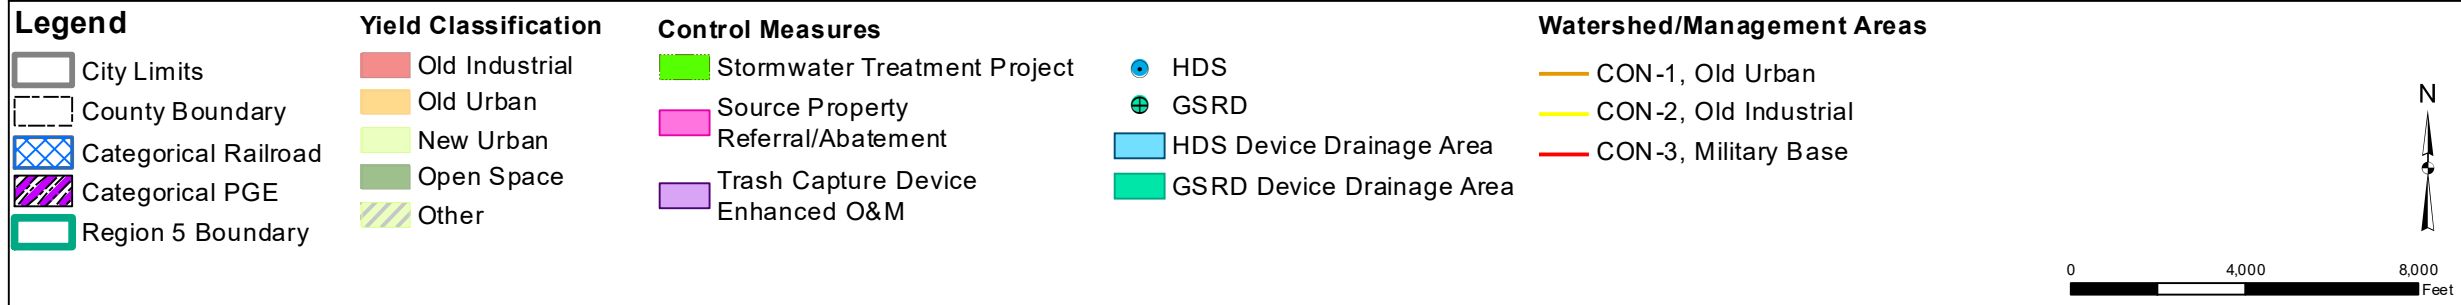 Legend
City Limits
County Boundary
Categorical Railroad
Categorical PGE
Region 5 Boundary
Yield Classification
Old Industrial
Old Urban
New Urban
Open Space
Other
Control Measures
Stormwater Treatment Project
Source Property
Referral/Abatement
Trash Capture Device
Enhanced O&M
HDS
GSRD
HDS Device Drainage Area
GSRD Device Drainage Area
Watershed/Management Areas
CON-1, Old Urban
CON-2, Old Industrial
CON-3, Military Base
N
0 4,000 8,000
Feet